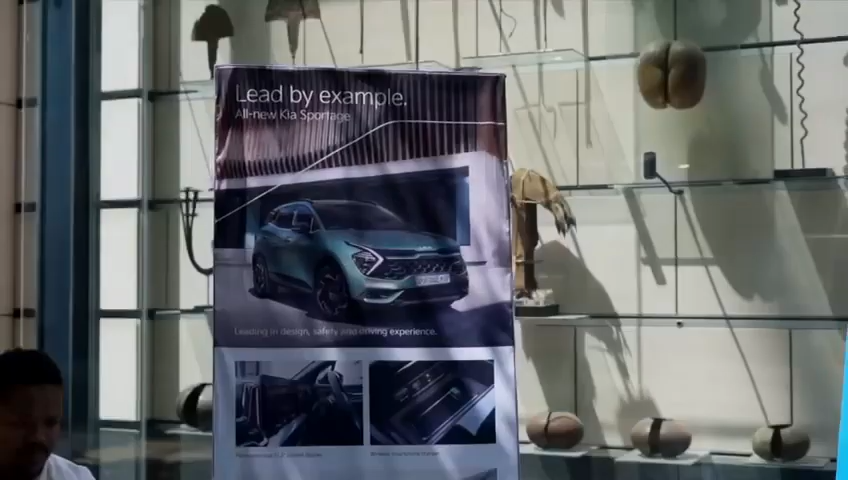 Lead by example.
All-new Kia Sportage
Leading in design, safety and driving experience.